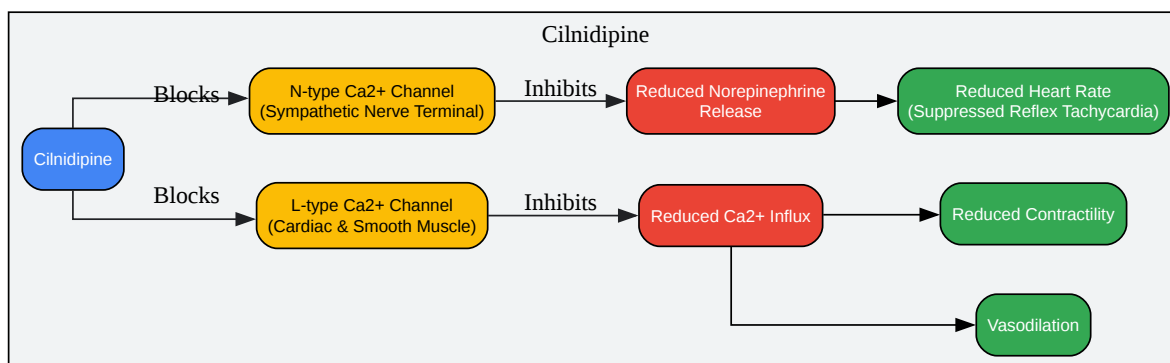 Cilnidipine
Blocks
N-type Ca2+ Channel
(Sympathetic Nerve Terminal)
Inhibits
Reduced Norepinephrine
Release
Reduced Heart Rate
(Suppressed Reflex Tachycardia)
Cilnidipine
Blocks
L-type Ca2+ Channel
(Cardiac & Smooth Muscle)
Inhibits
Reduced Ca2+ Influx
Reduced Contractility
Vasodilation